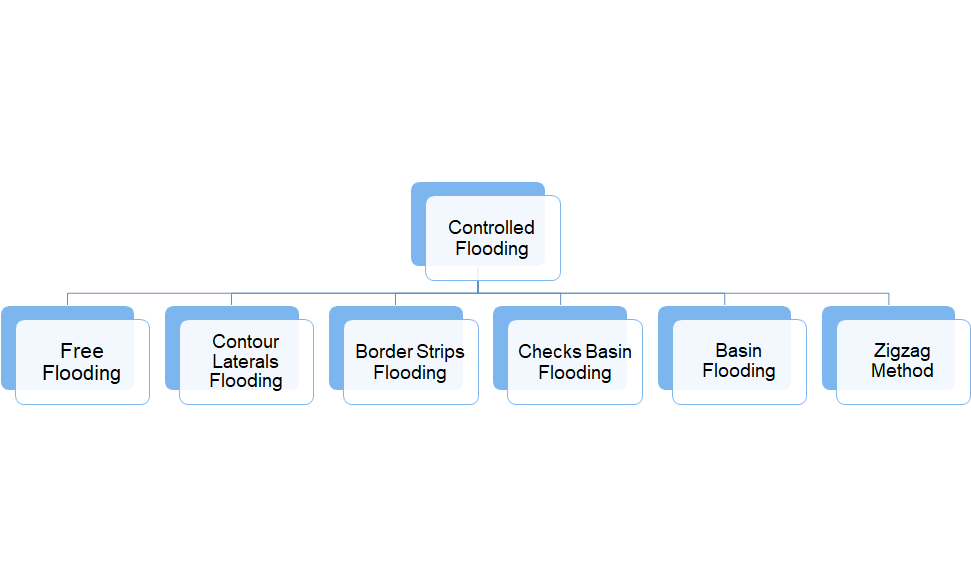 Controlled
Flooding
Free
Flooding
Contour
Laterals
Flooding
Border Strips
Flooding
Checks Basin
Flooding
Basin
Flooding
Zigzag
Method